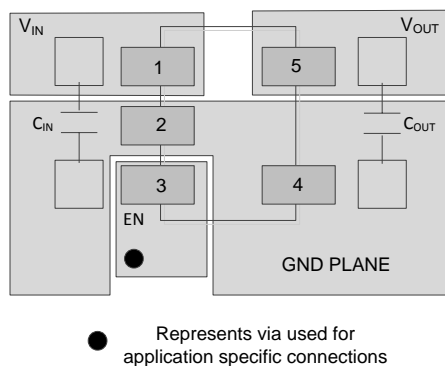 VIN
VOUT
1
5
CIN
2
COUT
3
4
EN
GND PLANE
Represents via used for
application specific connections